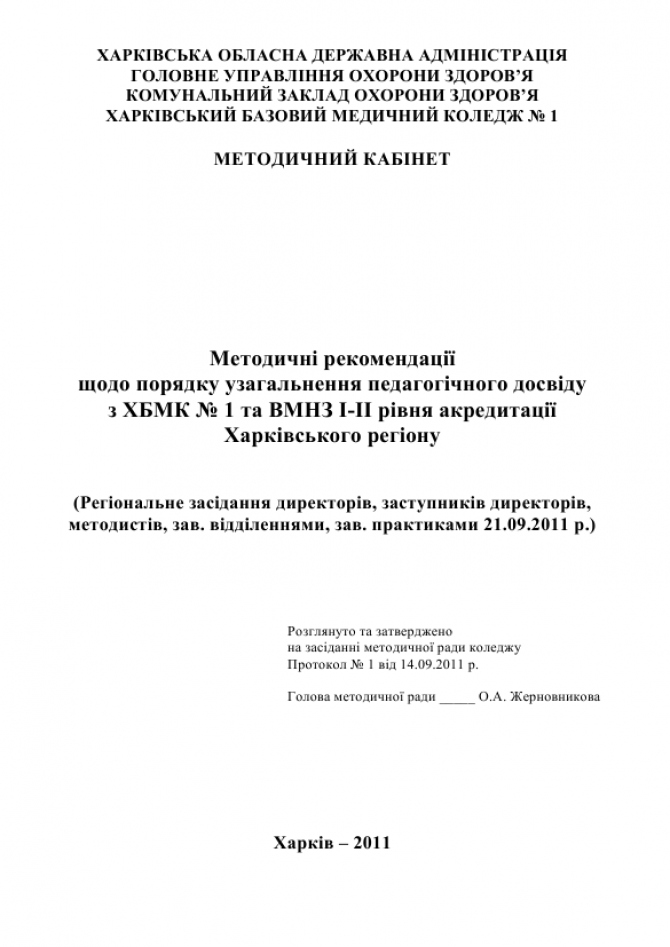 ХАРКІВСЬКА ОБЛАСНА ДЕРЖАВНА АДМІНІСТРАЦІЯ
ГОЛОВНЕ УПРАВЛІННЯ ОХОРОНИ ЗДОРОВ’Я
КОМУНАЛЬНИЙ ЗАКЛАД ОХОРОНИ ЗДОРОВ’Я
ХАРКІВСЬКИЙ БАЗОВИЙ МЕДИЧНИЙ КОЛЕДЖ № 1
МЕТОДИЧНИЙ КАБІНЕТ
Методичні рекомендації
щодо порядку узагальнення педагогічного досвіду
з ХБМК № 1 та ВМНЗ І-ІІ рівня акредитації
Харківського регіону
(Регіональне засідання директорів, заступників директорів,
методистів, зав. відділеннями, зав. практиками 21.09.2011 р.)
Розглянуто та затверджено
на засіданні методичної ради коледжу
Протокол № 1 від 14.09.2011 р.
Голова методичної ради _____ О.А. Жерновникова
Харків – 2011